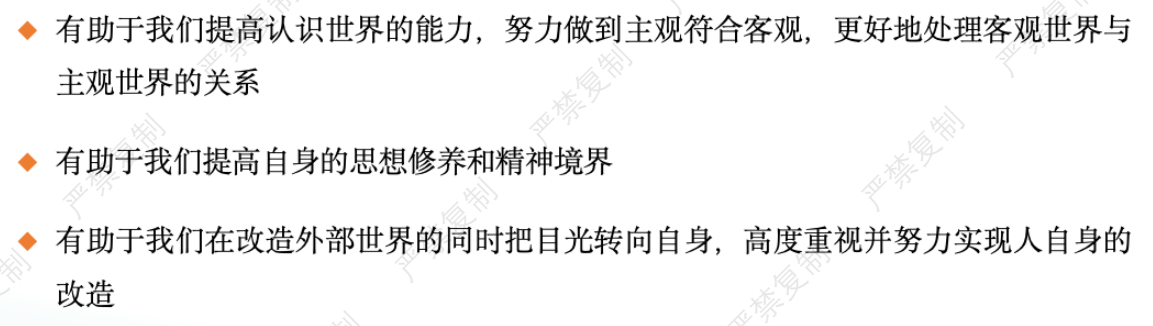 ◆ 有助于我们提高认识世界的能力，努力做到主观符合客观，更好地处理客观世界与
主观世界的关系
◆ 有助于我们提高自身的思想修养和精神境界
◆ 有助于我们在改造外部世界的同时把目光转向自身，高度重视并努力实现人自身的
改造
严禁复制
严禁复制
严禁复制
严禁复制
严禁复制
严禁复制
严禁复制